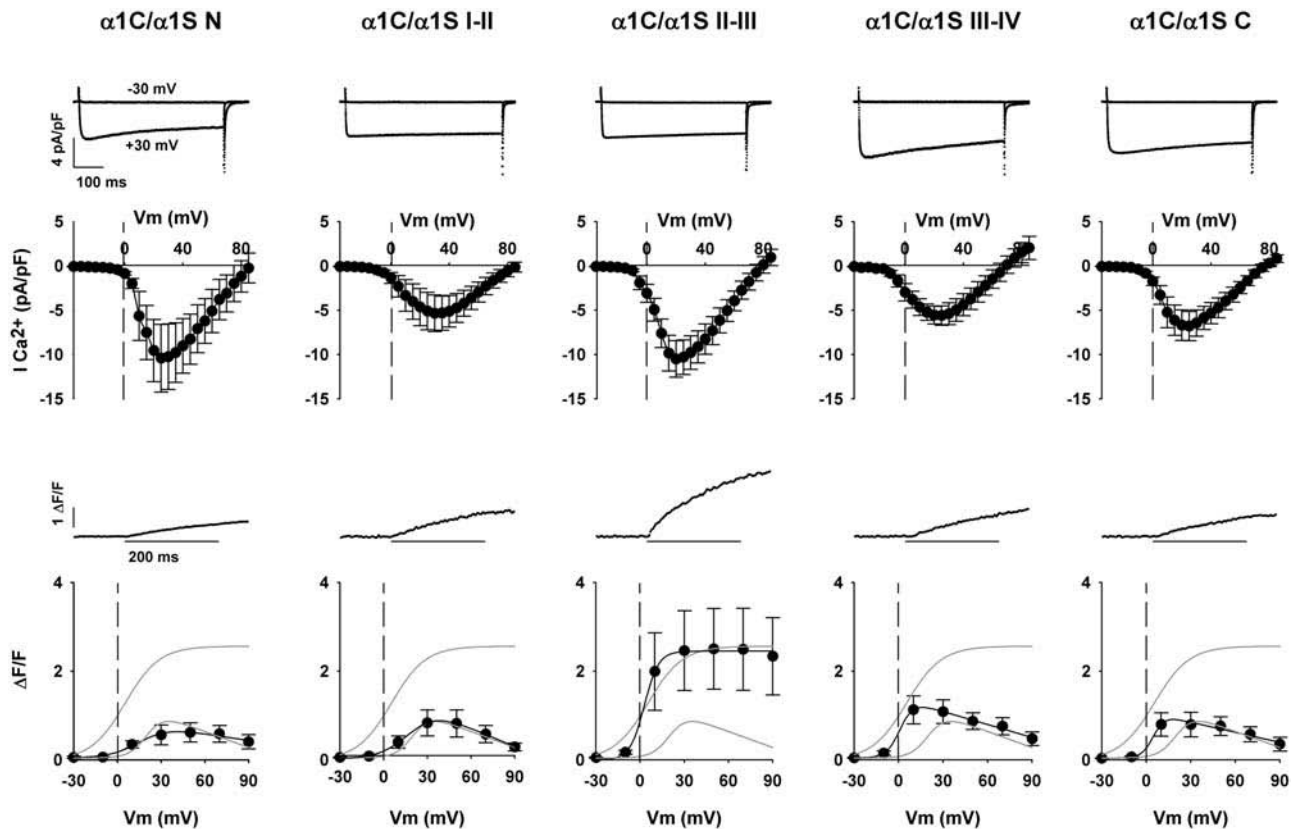 α1C/α1S N α1C/α1S I-II α1C/α1S II-III α1C/α1S III-IV α1C/α1S C
-30 mV
+30 mV
4 pA/pF
100 ms
Vm (mV) Vm (mV) Vm (mV) Vm (mV) Vm (mV)
5 5 5 5 5
0 40 80 0 40 80 0 40 80 0 40 80 0 40 80
0 0 0 0 0
I Ca2+ (pA/pF)
-5 -5 -5 -5 -5
-10 -10 -10 -10 -10
-15 -15 -15 -15 -15
1 ΔF/F
200 ms
4 4 4 4 4
ΔF/F
2 2 2 2 2
0 0 0 0 0
-30 0 30 60 90 -30 0 30 60 90 -30 0 30 60 90 -30 0 30 60 90 -30 0 30 60 90
Vm (mV) Vm (mV) Vm (mV) Vm (mV) Vm (mV)